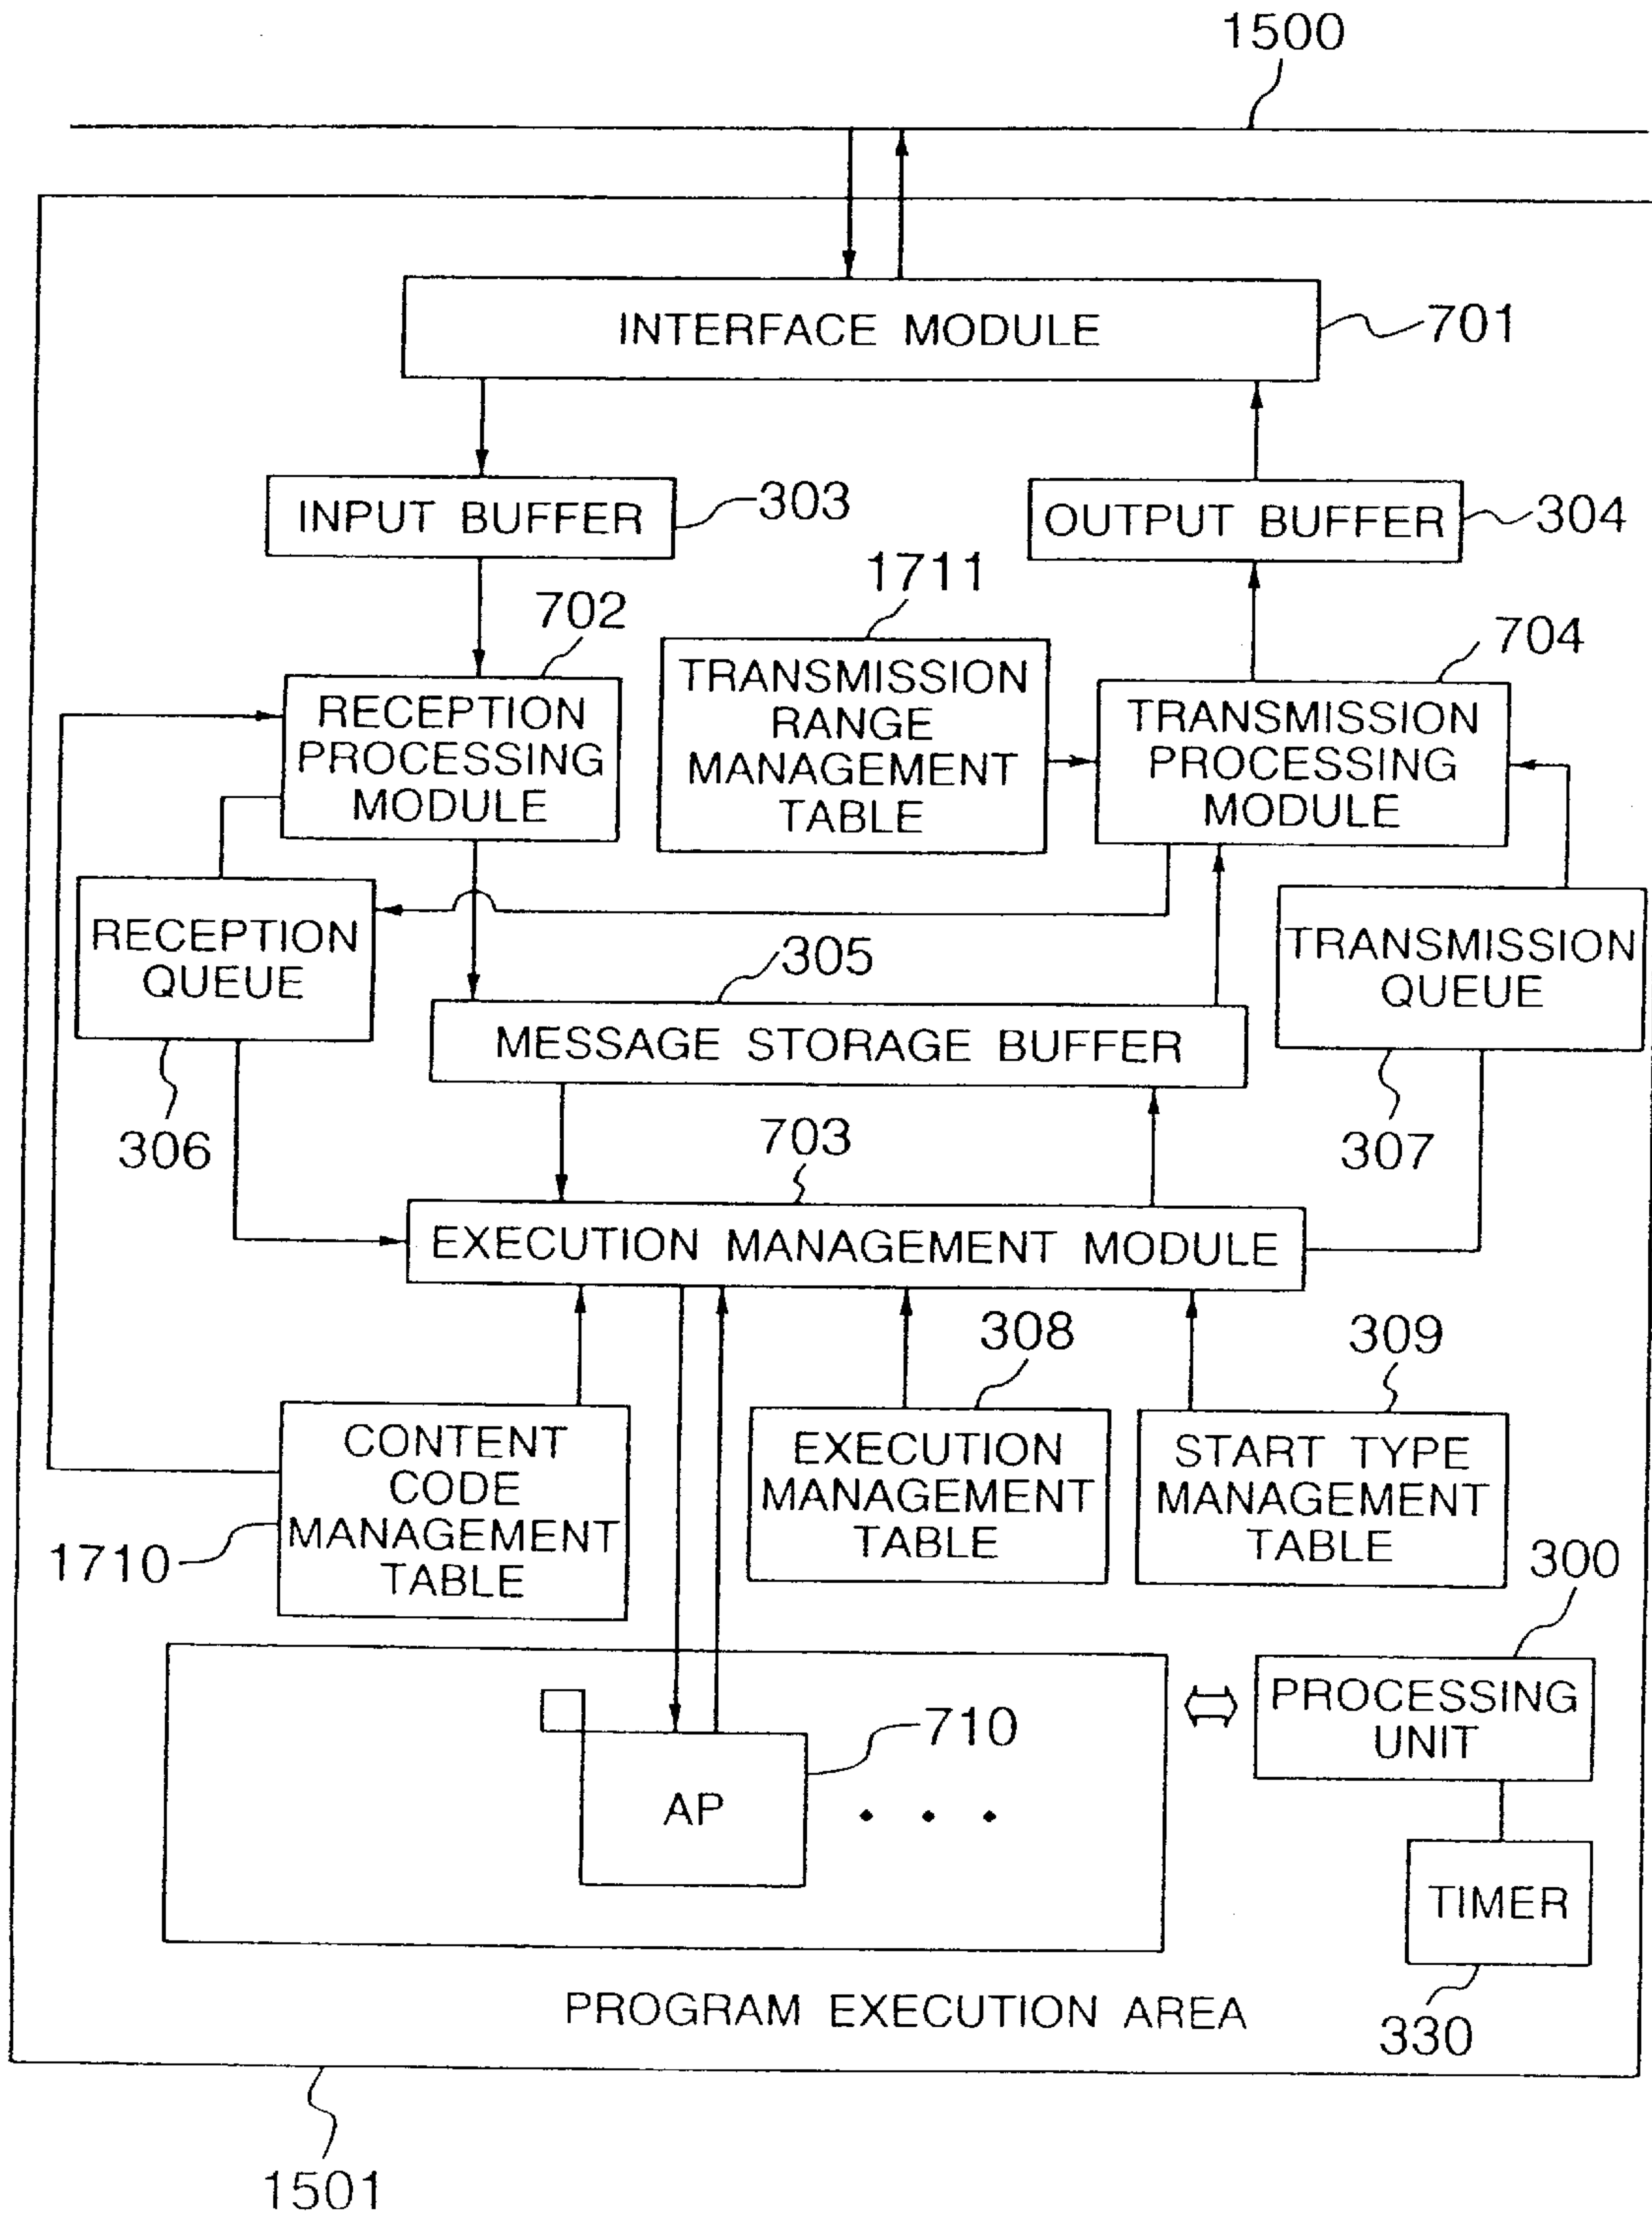 1500
INTERFACE MODULE
701
INPUT BUFFER
303
OUTPUT BUFFER
304
1711
702
704
TRANSMISSION
RANGE
MANAGEMENT
TABLE
RECEPTION
PROCESSING
MODULE
TRANSMISSION
PROCESSING
MODULE
RECEPTION
QUEUE
305
TRANSMISSION
QUEUE
MESSAGE STORAGE BUFFER
306
703
307
EXECUTION MANAGEMENT MODULE
308
309
CONTENT
CODE
MANAGEMENT
TABLE
EXECUTION
MANAGEMENT
TABLE
START TYPE
MANAGEMENT
TABLE
1710
300
PROCESSING
UNIT
710
AP
• • •
TIMER
PROGRAM EXECUTION AREA
330
1501